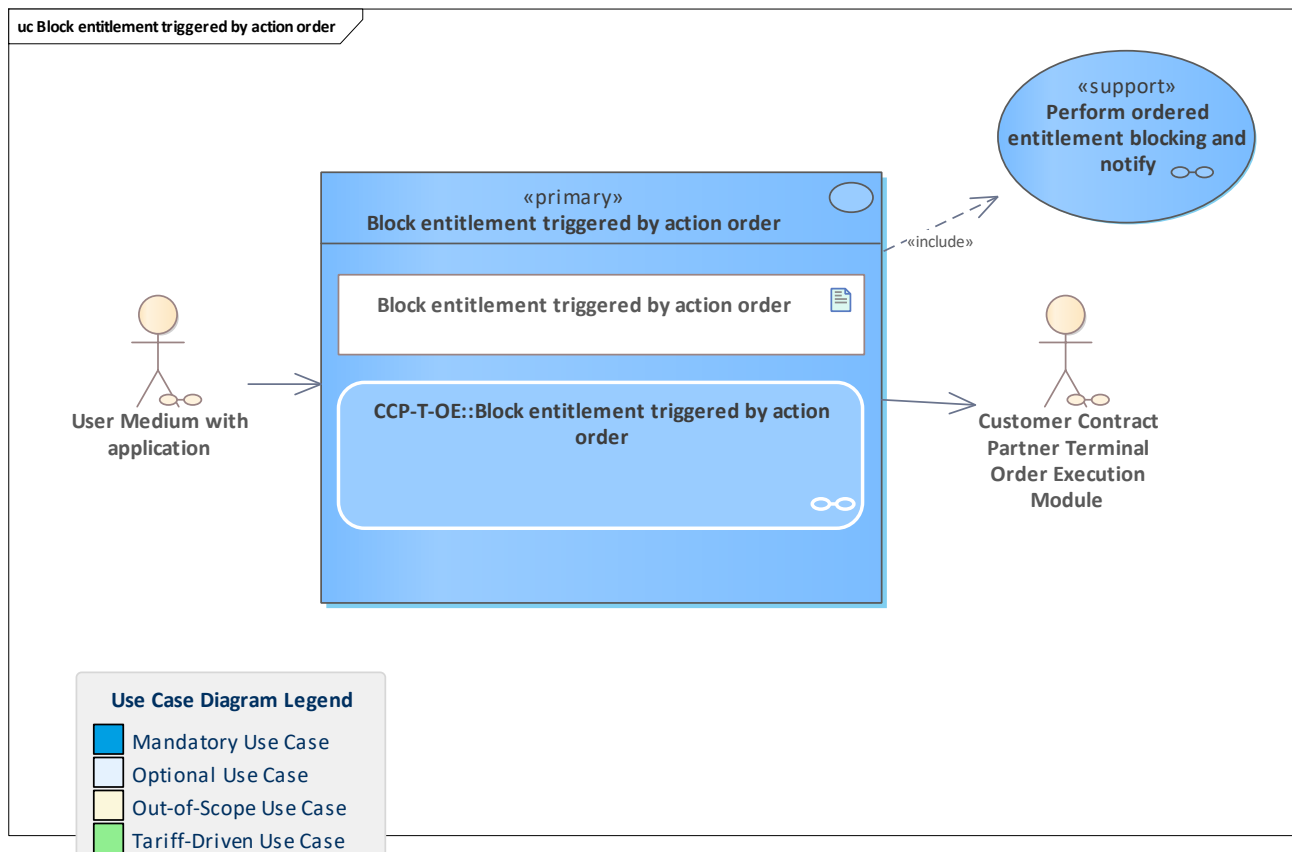 uc Block entitlement triggered by action order
«support»
Perform ordered
entitlement blocking and
notify
«primary»
Block entitlement triggered by action order
«include»
Block entitlement triggered by action order
CCP-T-OE::Block entitlement triggered by action
order
User Medium with
application
Customer Contract
Partner Terminal
Order Execution
Module
Use Case Diagram Legend
Mandatory Use Case
Optional Use Case
Out-of-Scope Use Case
Tariff-Driven Use Case